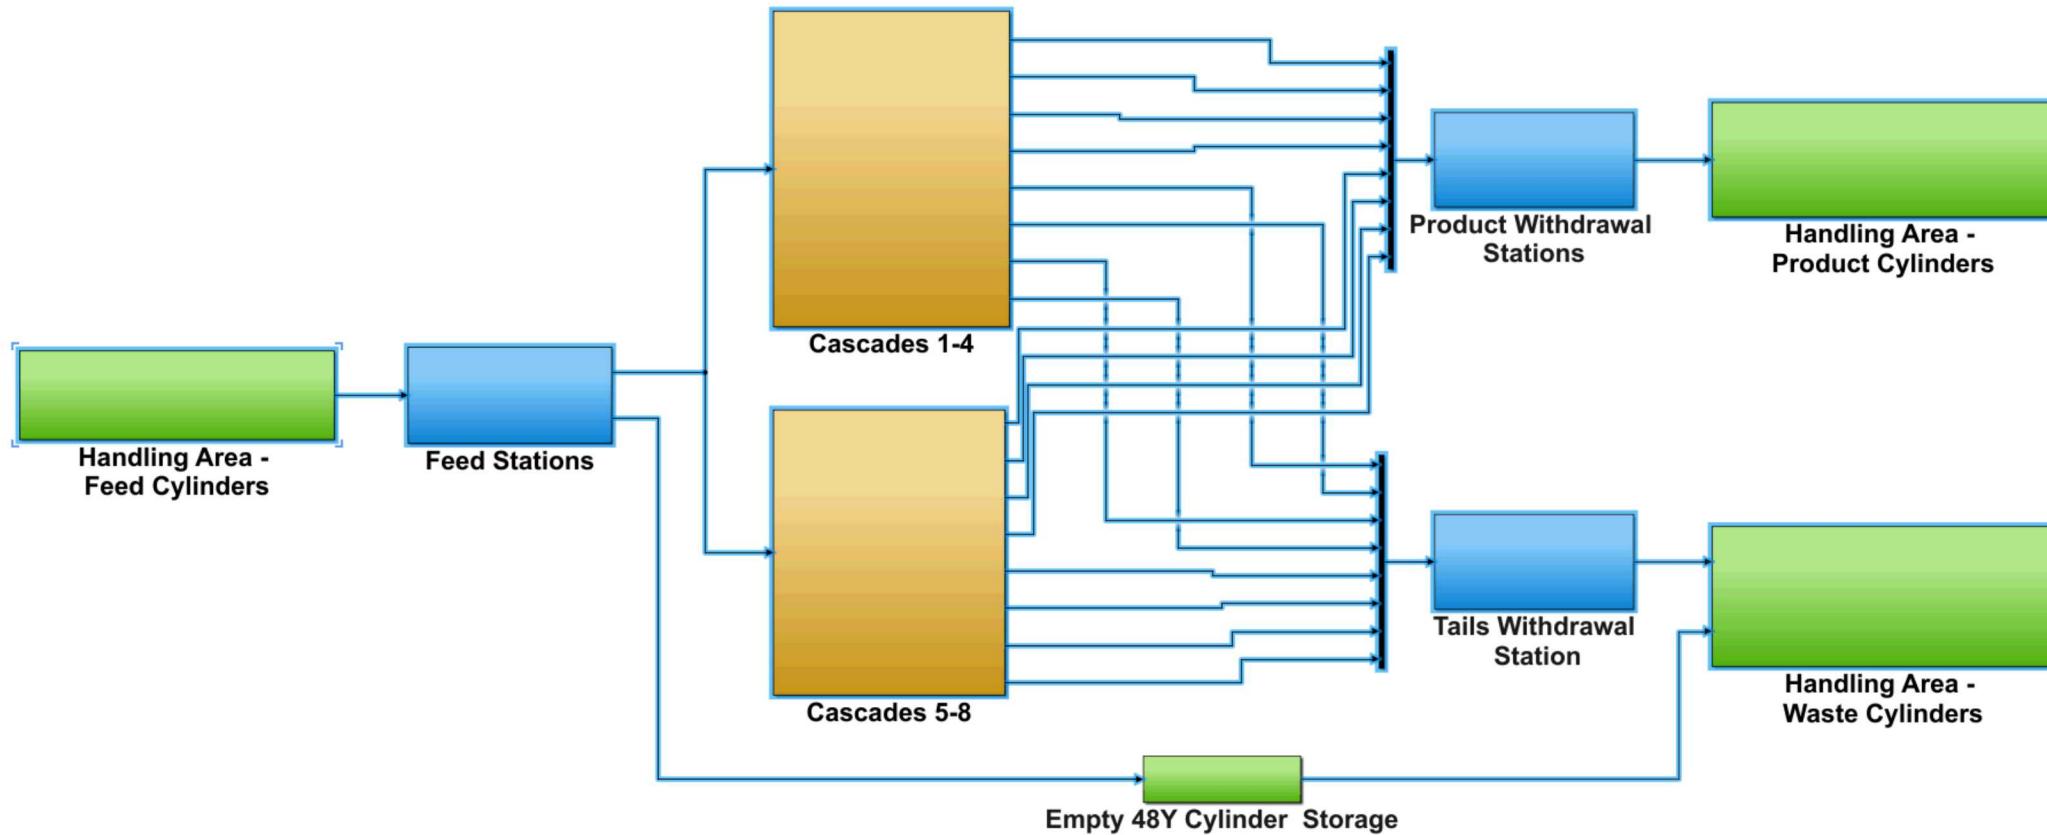 Product Withdrawal
Stations
Handling Area -
Product Cylinders
Cascades 1-4
Handling Area -
Feed Cylinders
Feed Stations
Tails Withdrawal
Station
Handling Area -
Waste Cylinders
Cascades 5-8
Empty 48Y Cylinder  Storage